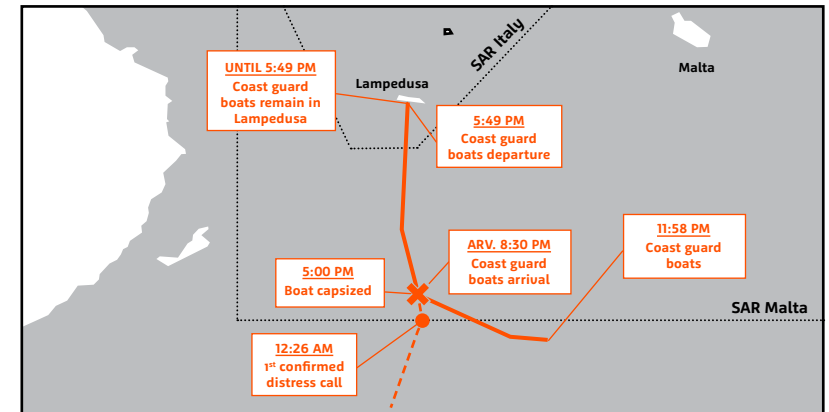 SAR Italy
Malta
Lampedusa
UNTIL 5:49 PM
Coast guard
boats remain in
Lampedusa
5:49 PM
Coast guard
boats departure
11:58 PM
Coast guard
boats
ARV. 8:30 PM
Coast guard
boats arrival
5:00 PM
Boat capsized
SAR Malta
12:26 AM
1st confirmed
distress call